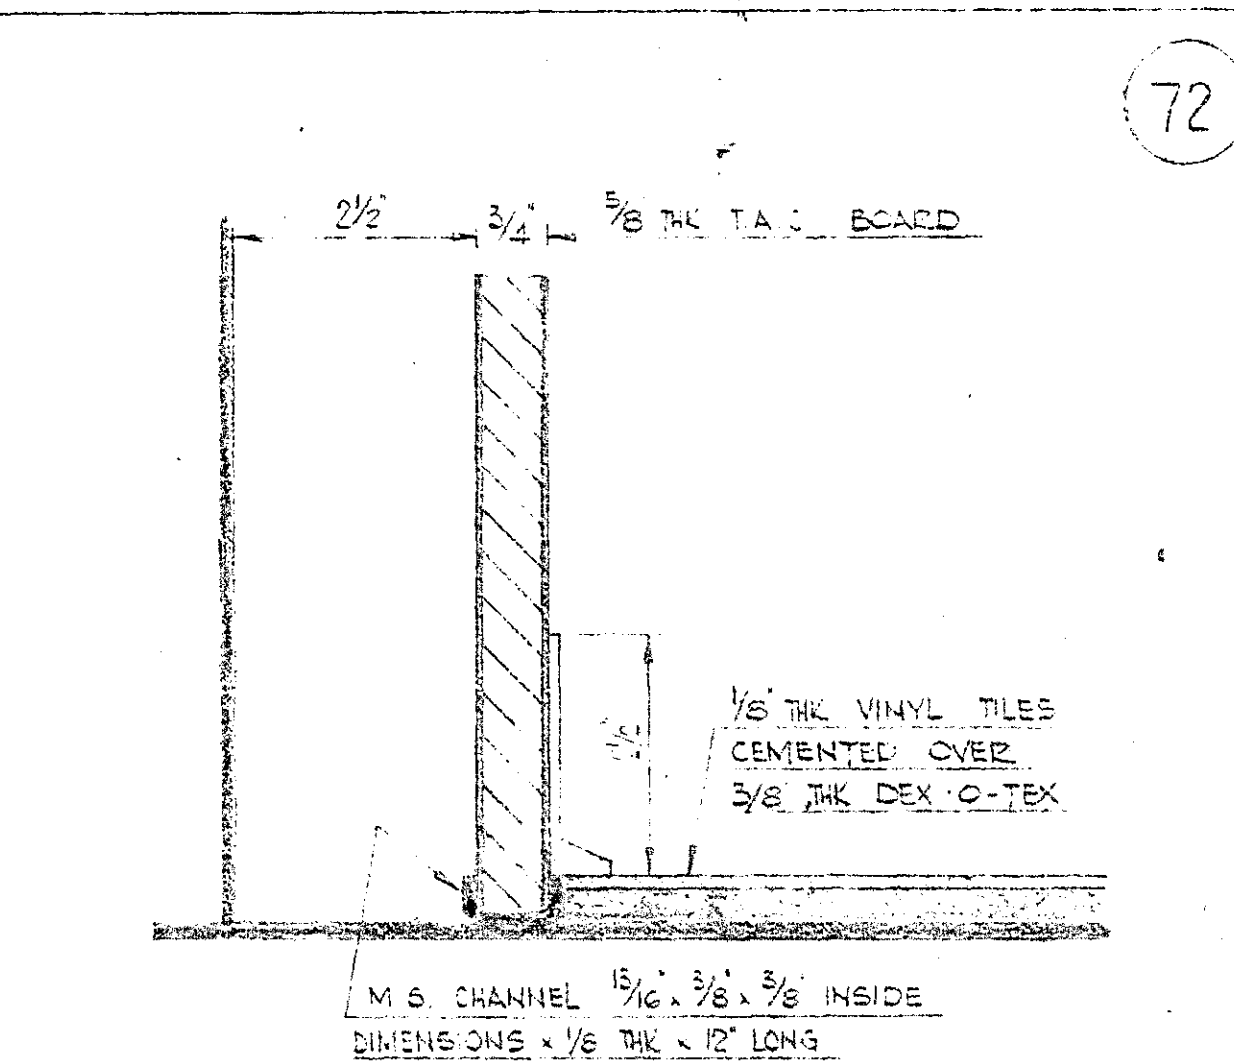 72
2½" 3/4" 5/8 THK T.A.C. BOARD
1/8" THK VINYL TILES
CEMENTED OVER
3/8" THK DEX-O-TEX
M.S. CHANNEL 13/16" x 3/8" x 3/8" INSIDE
DIMENSIONS x 1/8 THK x 12" LONG